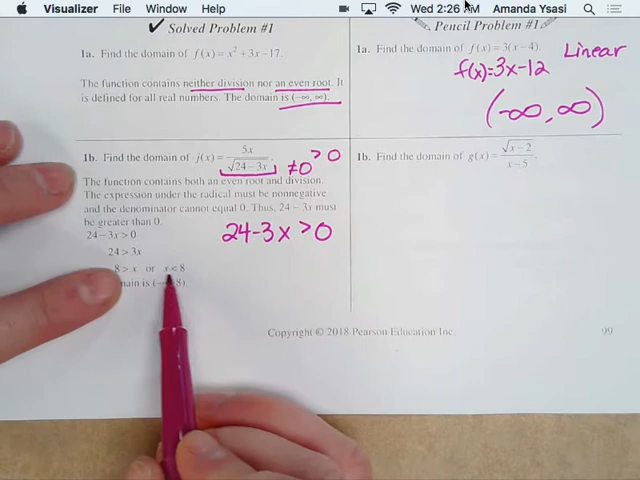 Visualizer File Window Help Wed 2:26 AM Amanda Ysasi
✔ Solved Problem #1
1a. Find the domain of f(x) = x² + 3x - 17.
The function contains neither division nor an even root. It
is defined for all real numbers. The domain is (-∞, ∞).
Pencil Problem #1
1a. Find the domain of f(x) = 3(x - 4).
Linear
f(x)=3x-12
(-∞, ∞)
1b. Find the domain of j(x) = 5x / √(24 - 3x).
≠0 >0
The function contains both an even root and division.
The expression under the radical must be nonnegative
and the denominator cannot equal 0. Thus, 24 - 3x must
be greater than 0.
24 - 3x > 0
24 > 3x
8 > x or x < 8
main is (-∞, 8).
24-3x >0
1b. Find the domain of g(x) = √(x - 2) / (x - 5).
Copyright © 2018 Pearson Education Inc. 99